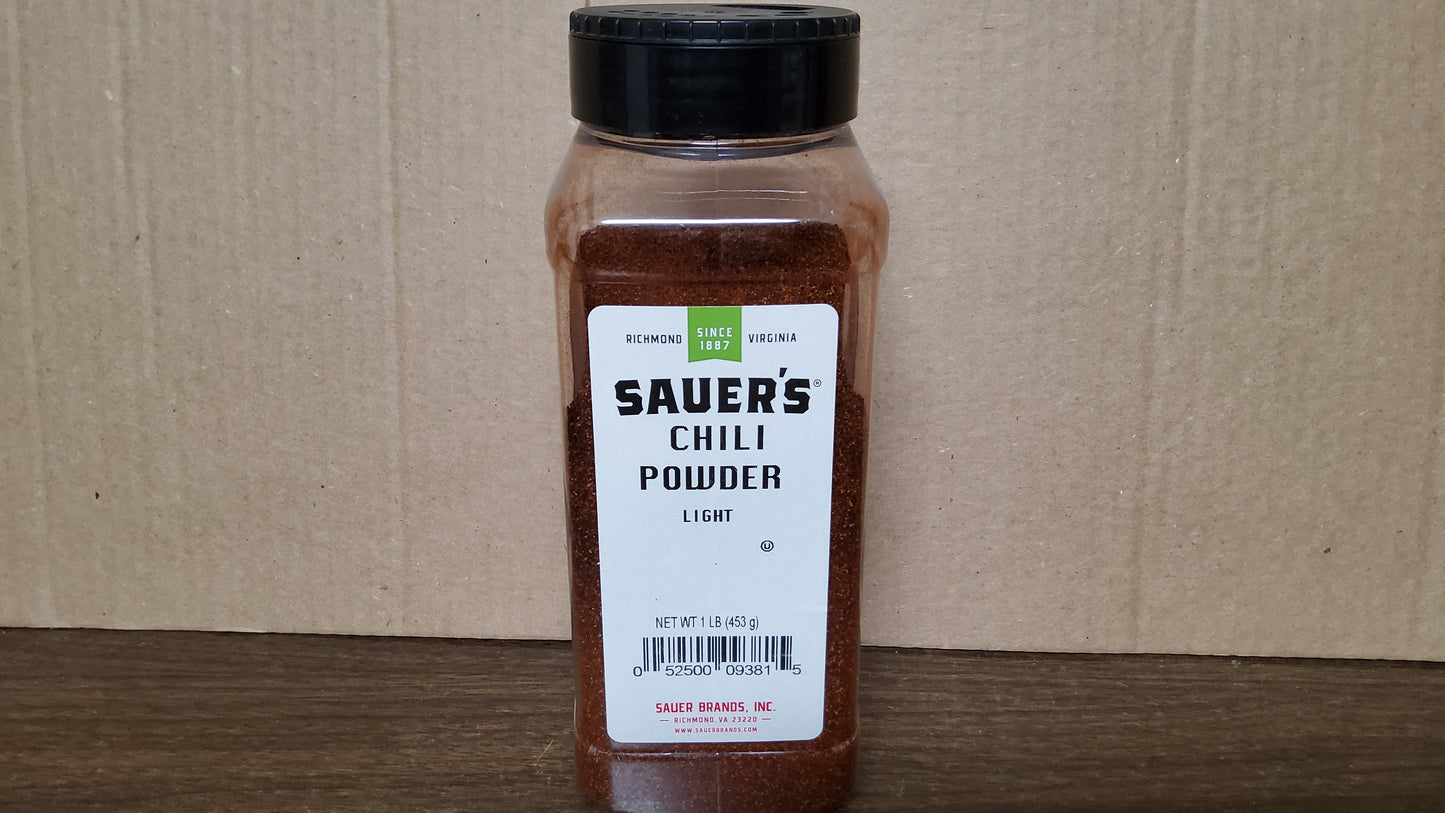 RICHMOND SINCE 1887 VIRGINIA
SAUER'S®
CHILI
POWDER
LIGHT
Ⓤ
NET WT 1 LB (453 g)
0 52500 09381 5
SAUER BRANDS, INC.
— RICHMOND, VA 23220 —
WWW.SAUERBRANDS.COM